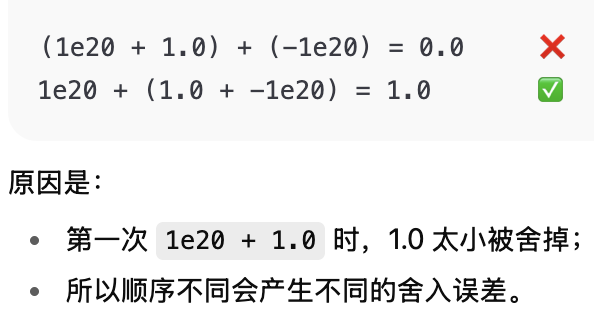 (1e20 + 1.0) + (-1e20) = 0.0 ❌
1e20 + (1.0 + -1e20) = 1.0 ✅
原因是：
• 第一次 1e20 + 1.0 时，1.0 太小被舍掉；
• 所以顺序不同会产生不同的舍入误差。